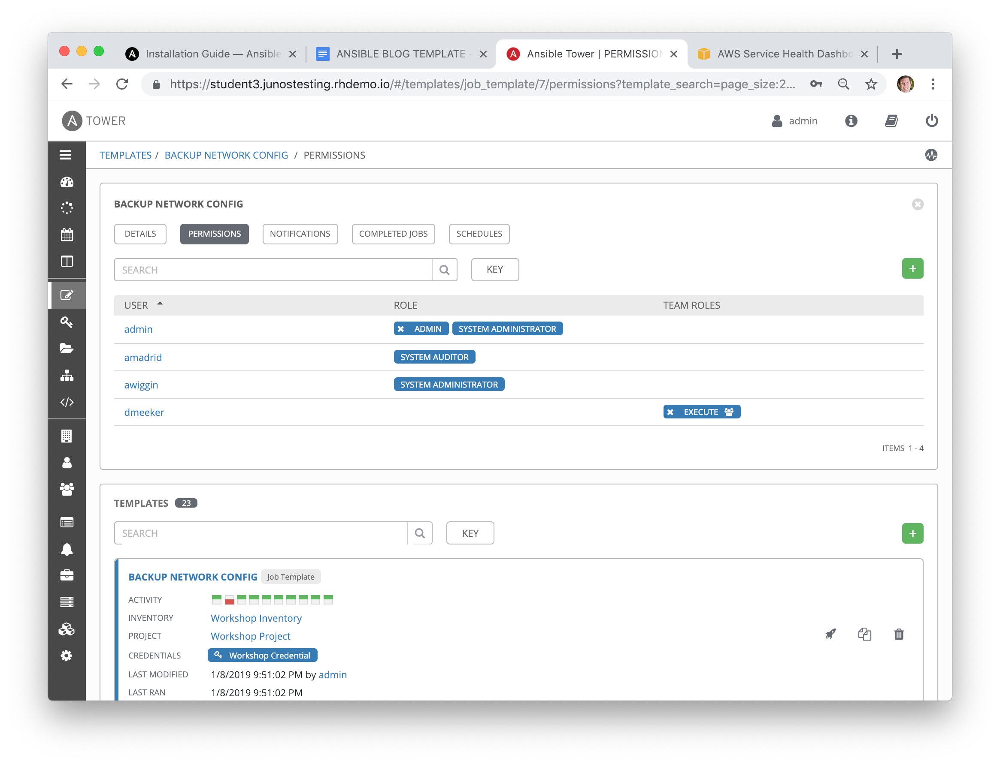 Installation Guide — Ansible
ANSIBLE BLOG TEMPLATE -
Ansible Tower | PERMISSION
AWS Service Health Dashbo
https://student3.junostesting.rhdemo.io/#/templates/job_template/7/permissions?template_search=page_size:2...
TOWER
admin
TEMPLATES / BACKUP NETWORK CONFIG / PERMISSIONS
BACKUP NETWORK CONFIG
DETAILS PERMISSIONS NOTIFICATIONS COMPLETED JOBS SCHEDULES
SEARCH KEY +
USER ROLE TEAM ROLES
admin ADMIN SYSTEM ADMINISTRATOR
amadrid SYSTEM AUDITOR
awiggin SYSTEM ADMINISTRATOR
dmeeker EXECUTE
ITEMS 1 - 4
TEMPLATES 23
SEARCH KEY +
BACKUP NETWORK CONFIG Job Template
ACTIVITY
INVENTORY Workshop Inventory
PROJECT Workshop Project
CREDENTIALS Workshop Credential
LAST MODIFIED 1/8/2019 9:51:02 PM by admin
LAST RAN 1/8/2019 9:51:02 PM